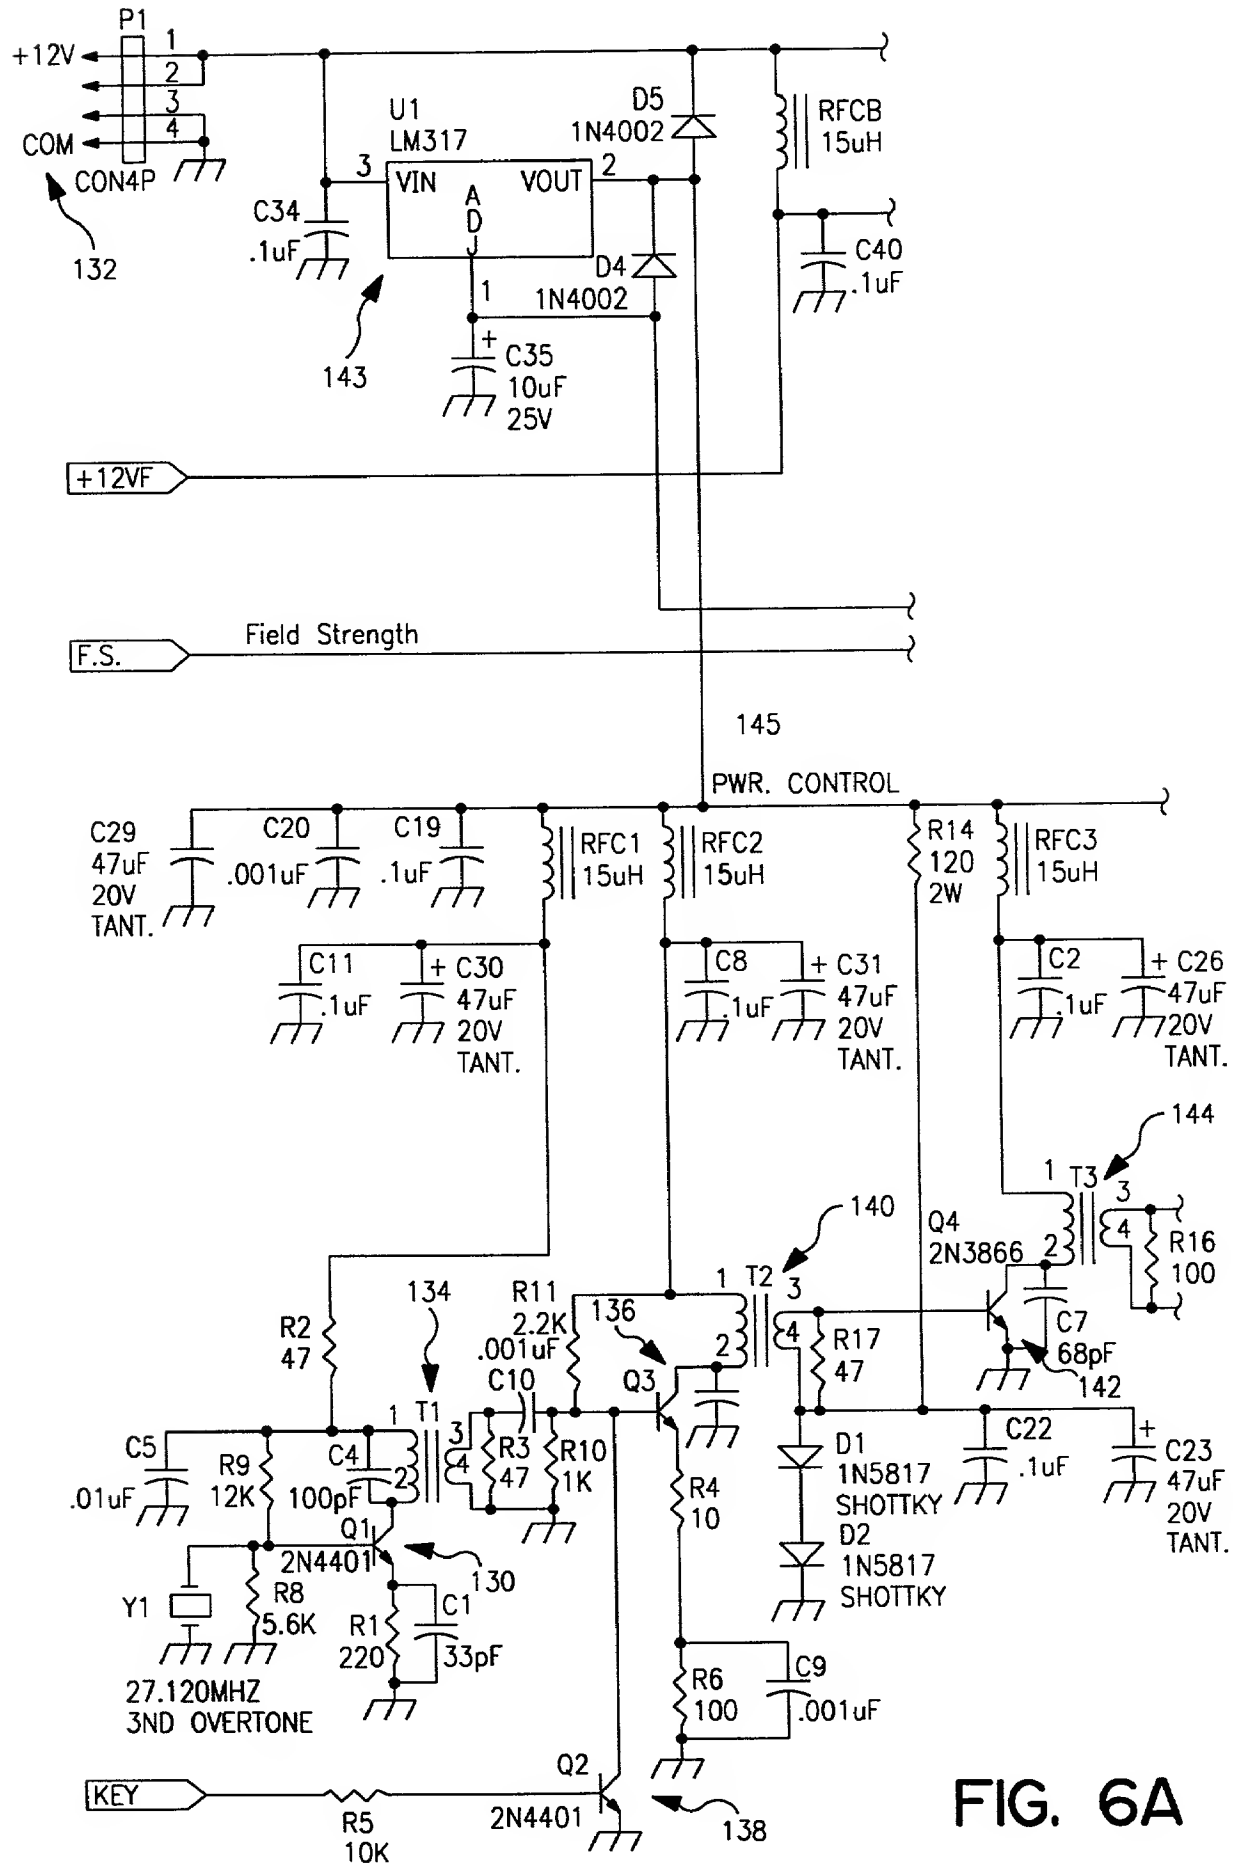 P1
+12V
1
2
3
4
COM
CON4P
132
U1
LM317
3
VIN
VOUT
2
A
D
J
1
C34
.1uF
143
D5
1N4002
D4
1N4002
C35
+
10uF
25V
RFCB
15uH
C40
.1uF
+12VF
F.S.
Field Strength
145
PWR. CONTROL
C29
47uF
20V
TANT.
C20
.001uF
C19
.1uF
RFC1
15uH
RFC2
15uH
R14
120
2W
RFC3
15uH
C11
.1uF
+
C30
47uF
20V
TANT.
C8
.1uF
+
C31
47uF
20V
TANT.
C2
.1uF
+
C26
47uF
20V
TANT.
144
1
T3
3
2
4
Q4
2N3866
R16
100
C7
68pF
142
140
1
T2
3
2
4
R17
47
134
R2
47
R11
2.2K
136
.001uF
C10
Q3
1
T1
3
2
4
C5
.01uF
R9
12K
C4
100pF
R3
47
R10
1K
R4
10
D1
1N5817
SHOTTKY
D2
1N5817
SHOTTKY
C22
.1uF
+
C23
47uF
20V
TANT.
Q1
2N4401
130
Y1
R8
5.6K
R1
220
C1
33pF
27.120MHZ
3ND OVERTONE
R6
100
C9
.001uF
KEY
R5
10K
Q2
2N4401
138
FIG. 6A